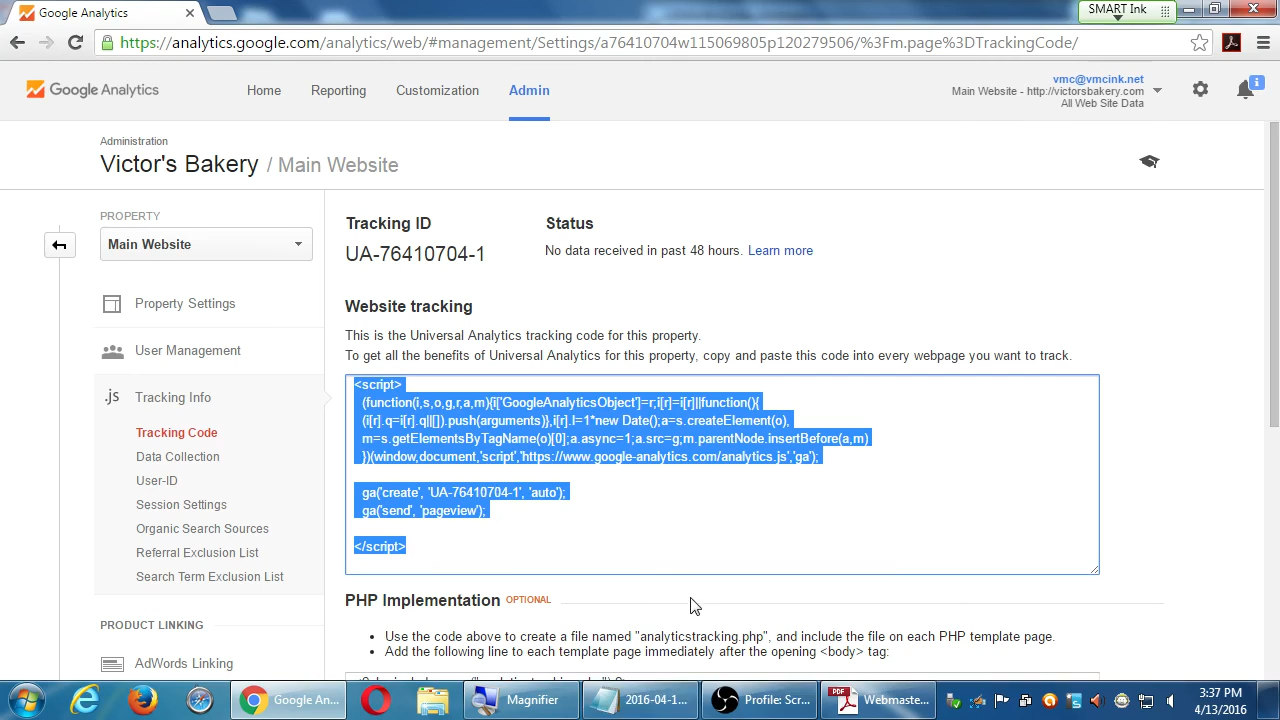 Google Analytics
SMART Ink
https://analytics.google.com/analytics/web/#management/Settings/a76410704w115069805p120279506/%3Fm.page%3DTrackingCode/
Google Analytics
Home
Reporting
Customization
Admin
vmc@vmcink.net
Main Website - http://victorsbakery.com
All Web Site Data
i
Administration
Victor's Bakery / Main Website
PROPERTY
Main Website
Property Settings
User Management
.js Tracking Info
Tracking Code
Data Collection
User-ID
Session Settings
Organic Search Sources
Referral Exclusion List
Search Term Exclusion List
PRODUCT LINKING
AdWords Linking
Tracking ID
UA-76410704-1
Status
No data received in past 48 hours. Learn more
Website tracking
This is the Universal Analytics tracking code for this property.
To get all the benefits of Universal Analytics for this property, copy and paste this code into every webpage you want to track.
<script>
(function(i,s,o,g,r,a,m){i['GoogleAnalyticsObject']=r;i[r]=i[r]||function(){
(i[r].q=i[r].q||[]).push(arguments)},i[r].l=1*new Date();a=s.createElement(o),
m=s.getElementsByTagName(o)[0];a.async=1;a.src=g;m.parentNode.insertBefore(a,m)
})(window,document,'script','https://www.google-analytics.com/analytics.js','ga');
ga('create', 'UA-76410704-1', 'auto');
ga('send', 'pageview');
</script>
PHP Implementation OPTIONAL
• Use the code above to create a file named "analyticstracking.php", and include the file on each PHP template page.
• Add the following line to each template page immediately after the opening <body> tag:
Google An...
Magnifier
2016-04-1...
Profile: Scr...
PDF
Webmaste...
3:37 PM
4/13/2016